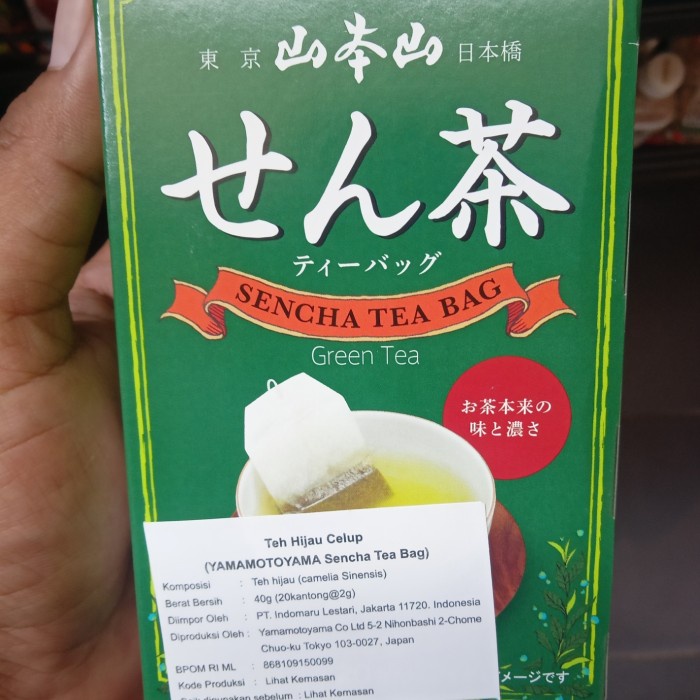 東京 山本山 日本橋
せん茶
ティーバッグ
SENCHA TEA BAG
Green Tea
お茶本来の
味と濃さ
Teh Hijau Celup
(YAMAMOTOYAMA Sencha Tea Bag)
Komposisi : Teh hijau (camelia Sinensis)
Berat Bersih : 40g (20kantong@2g)
Diimpor Oleh : PT. Indomaru Lestari, Jakarta 11720. Indonesia
Diproduksi Oleh : Yamamotoyama Co Ltd 5-2 Nihonbashi 2-Chome
Chuo-ku Tokyo 103-0027, Japan
BPOM RI ML : 868109150099
Kode Produksi : Lihat Kemasan
Baik digunakan sebelum : Lihat Kemasan
メージです